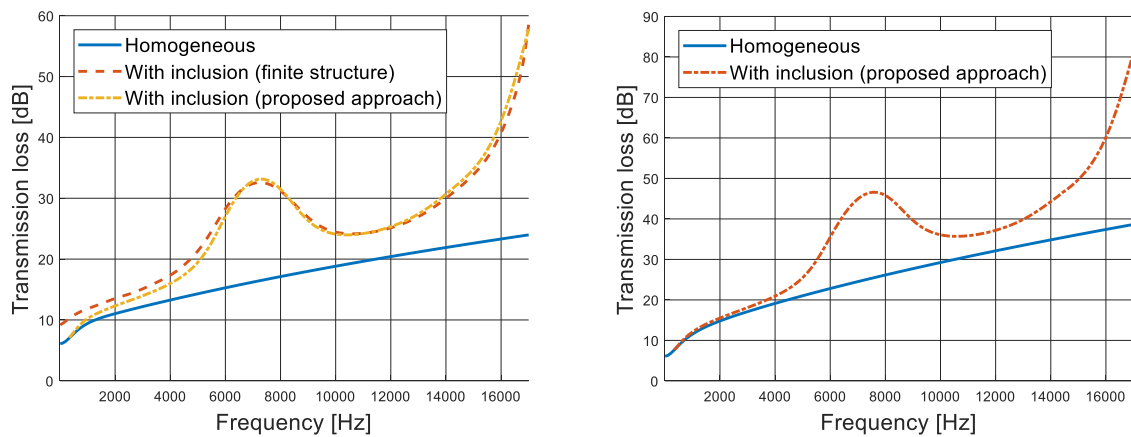 Homogeneous
With inclusion (finite structure)
With inclusion (proposed approach)
Transmission loss [dB]
60
50
40
30
20
10
0
2000 4000 6000 8000 10000 12000 14000 16000
Frequency [Hz]
Homogeneous
With inclusion (proposed approach)
Transmission loss [dB]
90
80
70
60
50
40
30
20
10
0
2000 4000 6000 8000 10000 12000 14000 16000
Frequency [Hz]